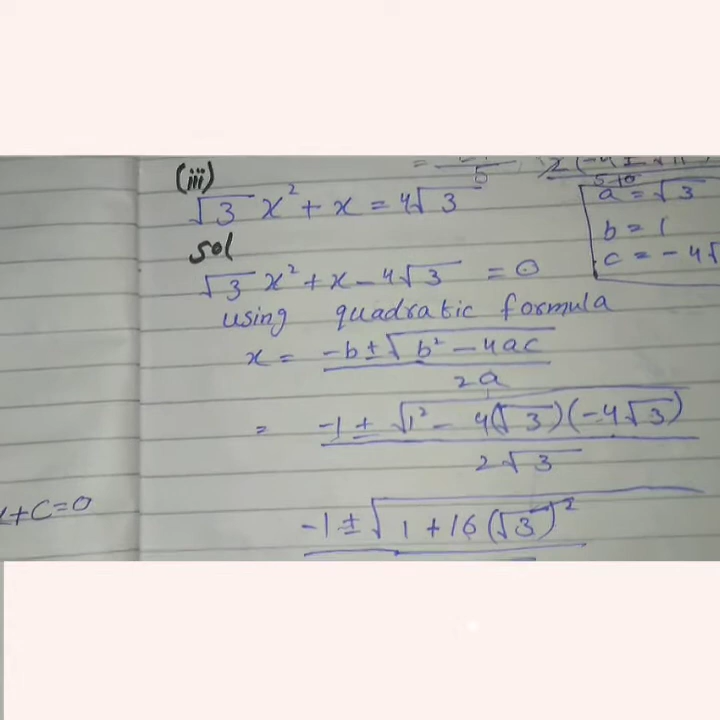 (iii)
√3 x² + x = 4√3
a = √3
b = 1
c = - 4√
Sol
√3 x² + x - 4√3 = 0
using quadratic formula
x = -b ± √b² - 4ac
2a
= -1 ± √1² - 4(√3)(-4√3)
2√3
+C=0
-1 ± √1 + 16(√3)²